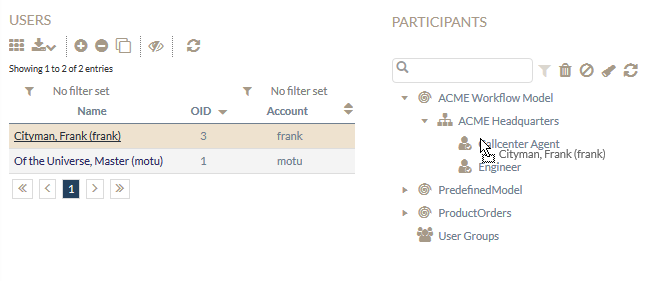 USERS
Showing 1 to 2 of 2 entries
No filter set No filter set
Name OID Account
Cityman, Frank (frank) 3 frank
Of the Universe, Master (motu) 1 motu
1
PARTICIPANTS
ACME Workflow Model
ACME Headquarters
Callcenter Agent
Cityman, Frank (frank)
Engineer
PredefinedModel
ProductOrders
User Groups